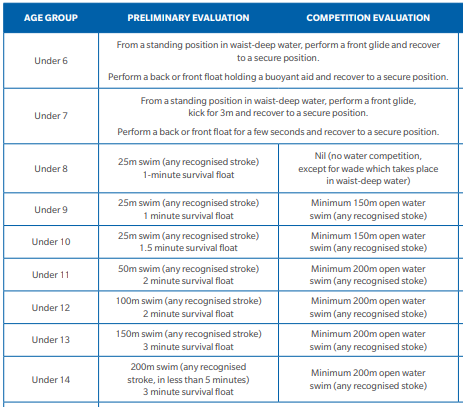 AGE GROUP PRELIMINARY EVALUATION COMPETITION EVALUATION
Under 6
From a standing position in waist-deep water, perform a front glide and recover
to a secure position.
Perform a back or front float holding a buoyant aid and recover to a secure position.
Under 7
From a standing position in waist-deep water, perform a front glide,
kick for 3m and recover to a secure position.
Perform a back or front float for a few seconds and recover to a secure position.
Under 8
25m swim (any recognised stroke)
1-minute survival float
Nil (no water competition,
except for wade which takes place
in waist-deep water)
Under 9
25m swim (any recognised stroke)
1 minute survival float
Minimum 150m open water
swim (any recognised stoke)
Under 10
25m swim (any recognised stroke)
1.5 minute survival float
Minimum 150m open water
swim (any recognised stoke)
Under 11
50m swim (any recognised stroke)
2 minute survival float
Minimum 200m open water
swim (any recognised stoke)
Under 12
100m swim (any recognised stroke)
2 minute survival float
Minimum 200m open water
swim (any recognised stoke)
Under 13
150m swim (any recognised stroke)
3 minute survival float
Minimum 200m open water
swim (any recognised stoke)
Under 14
200m swim (any recognised
stroke, in less than 5 minutes)
3 minute survival float
Minimum 200m open water
swim (any recognised stoke)